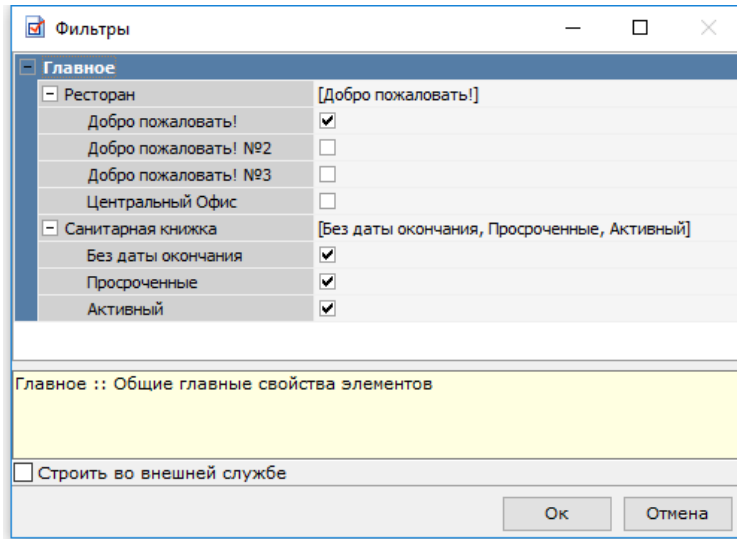 Фильтры
Главное
Ресторан [Добро пожаловать!]
Добро пожаловать!
Добро пожаловать! №2
Добро пожаловать! №3
Центральный Офис
Санитарная книжка [Без даты окончания, Просроченные, Активный]
Без даты окончания
Просроченные
Активный
Главное :: Общие главные свойства элементов
Строить во внешней службе
Ок Отмена